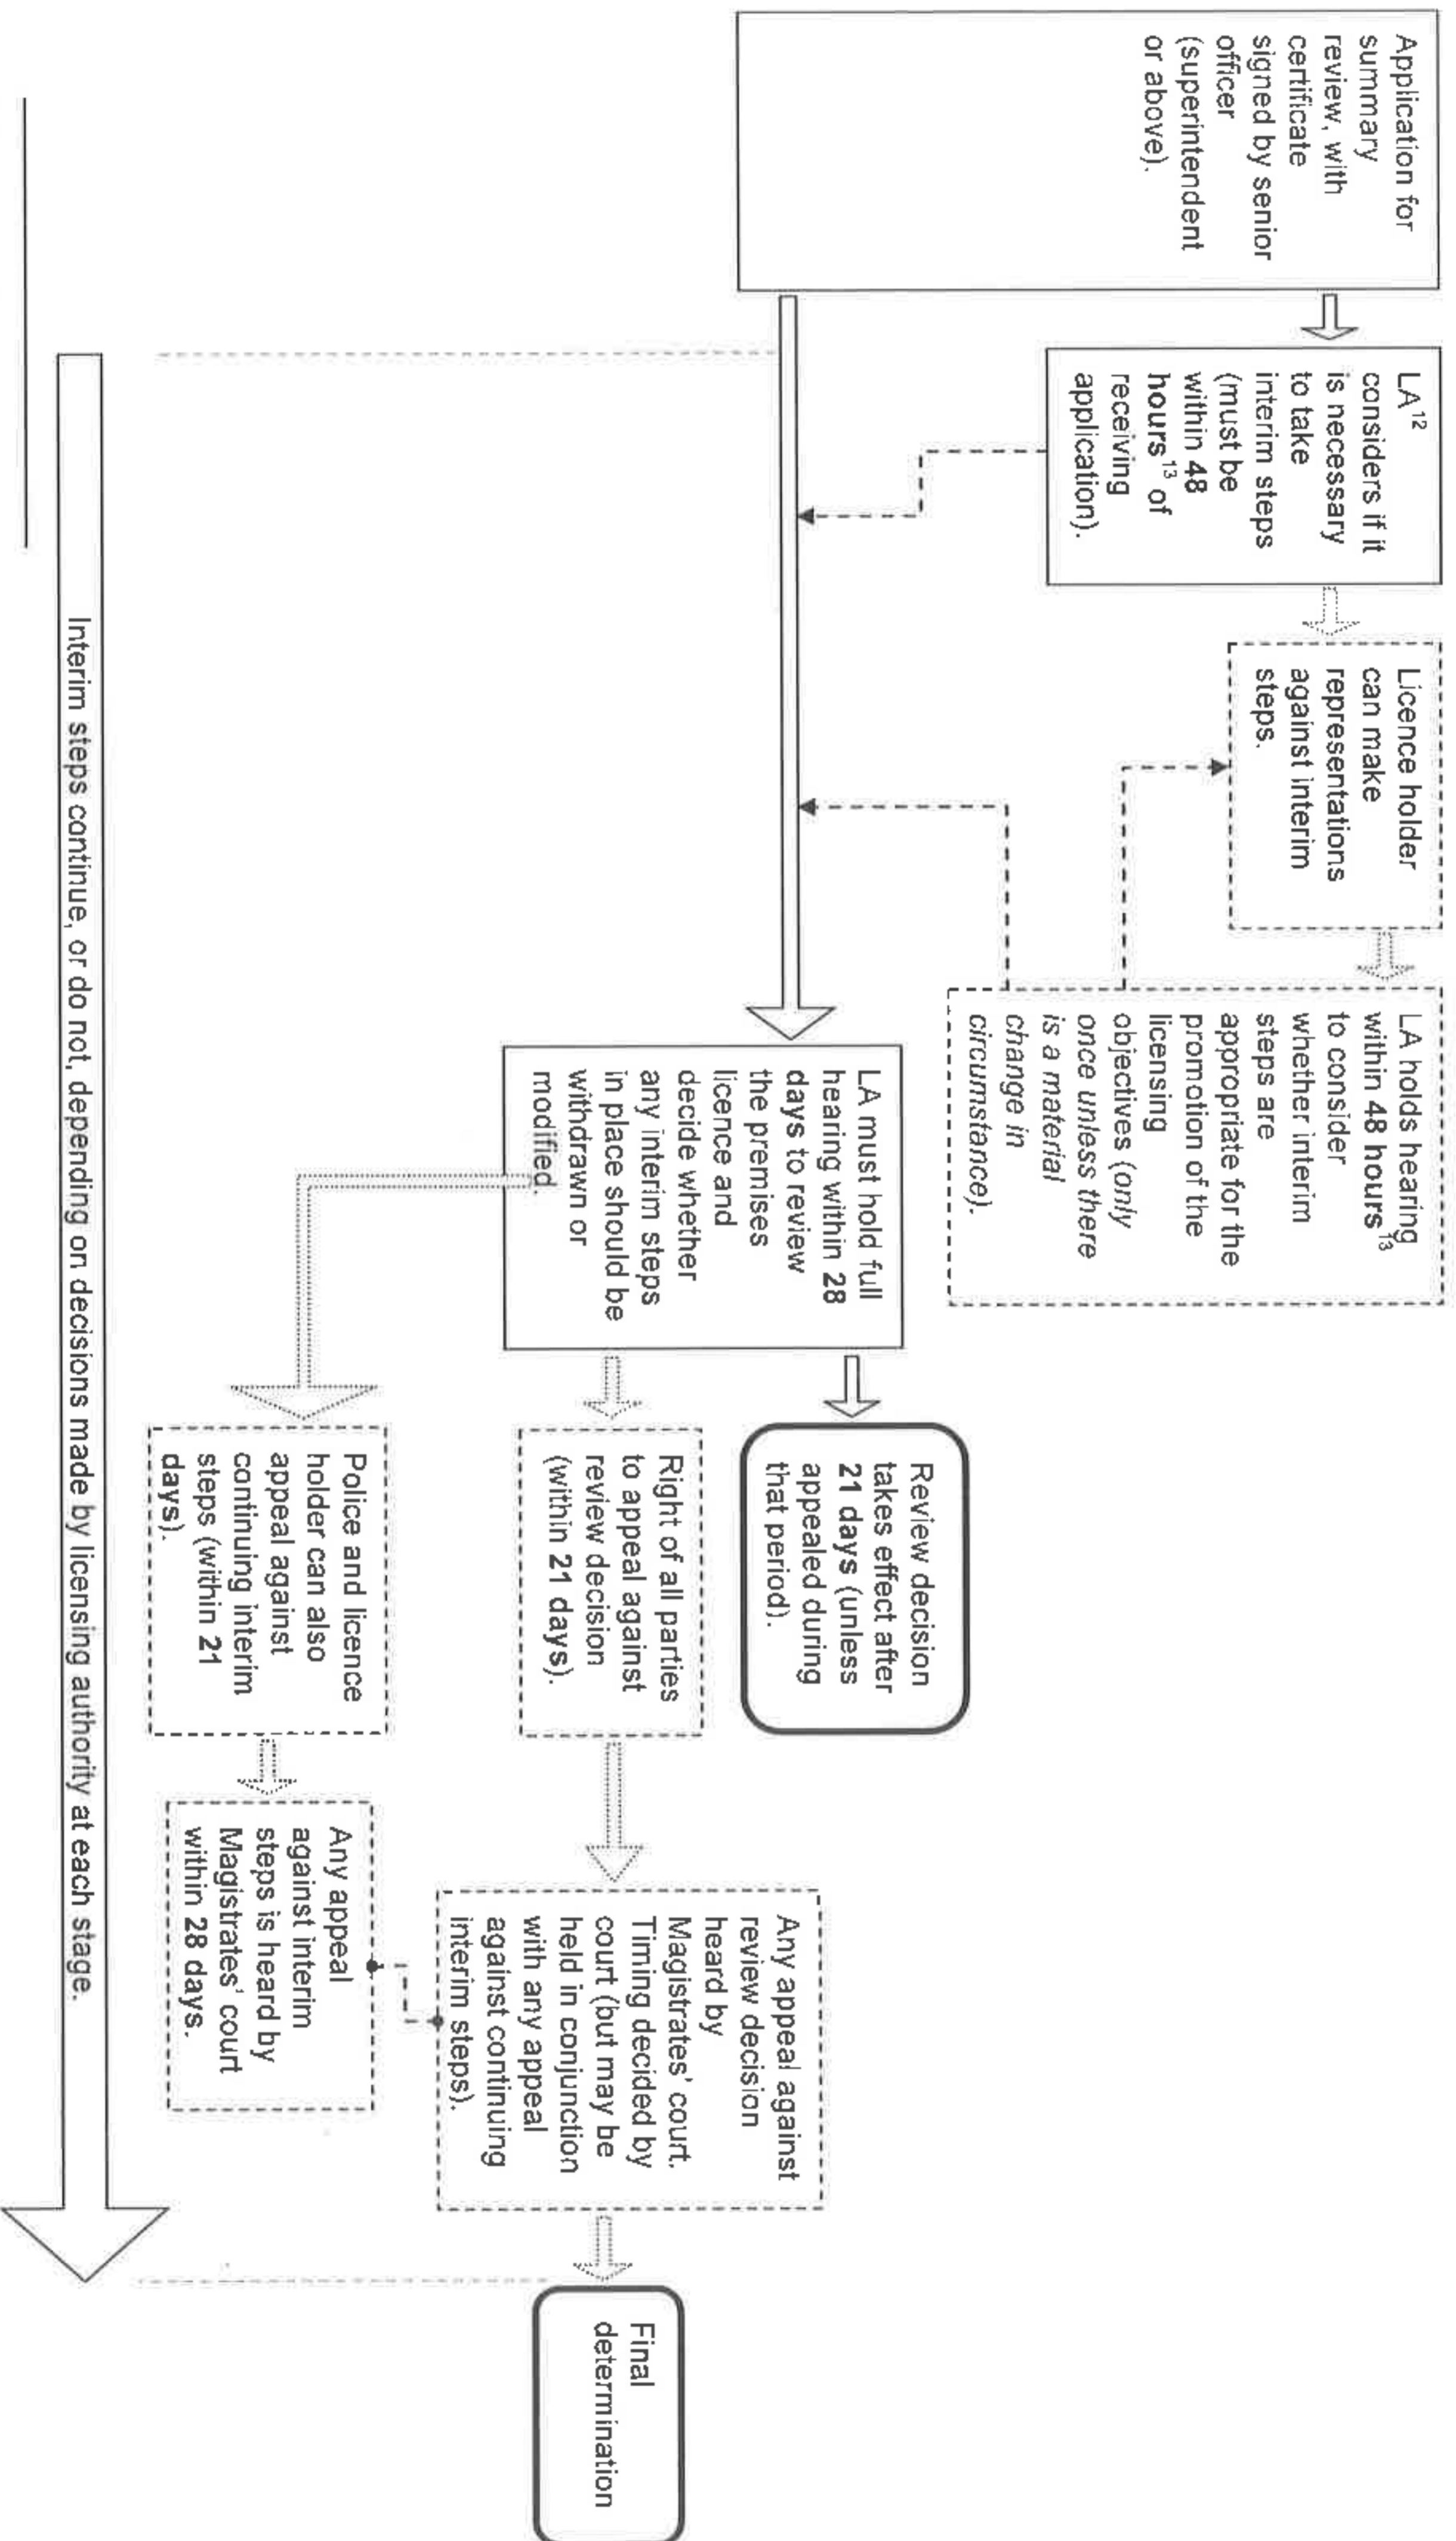 Application for
summary
review, with
certificate
signed by senior
officer
(superintendent
or above).
LA12
considers if it
is necessary
to take
interim steps
(must be
within 48
hours13 of
receiving
application).
Licence holder
can make
representations
against interim
steps.
LA holds hearing
within 48 hours13
to consider
whether interim
steps are
appropriate for the
promotion of the
licensing
objectives (only
once unless there
is a material
change in
circumstance).
LA must hold full
hearing within 28
days to review
the premises
licence and
decide whether
any interim steps
in place should be
withdrawn or
modified.
Review decision
takes effect after
21 days (unless
appealed during
that period).
Right of all parties
to appeal against
review decision
(within 21 days).
Police and licence
holder can also
appeal against
continuing interim
steps (within 21
days).
Any appeal against
review decision
heard by
Magistrates' court.
Timing decided by
court (but may be
held in conjunction
with any appeal
against continuing
interim steps).
Any appeal
against interim
steps is heard by
Magistrates' court
within 28 days.
Final
determination
Interim steps continue, or do not, depending on decisions made by licensing authority at each stage.